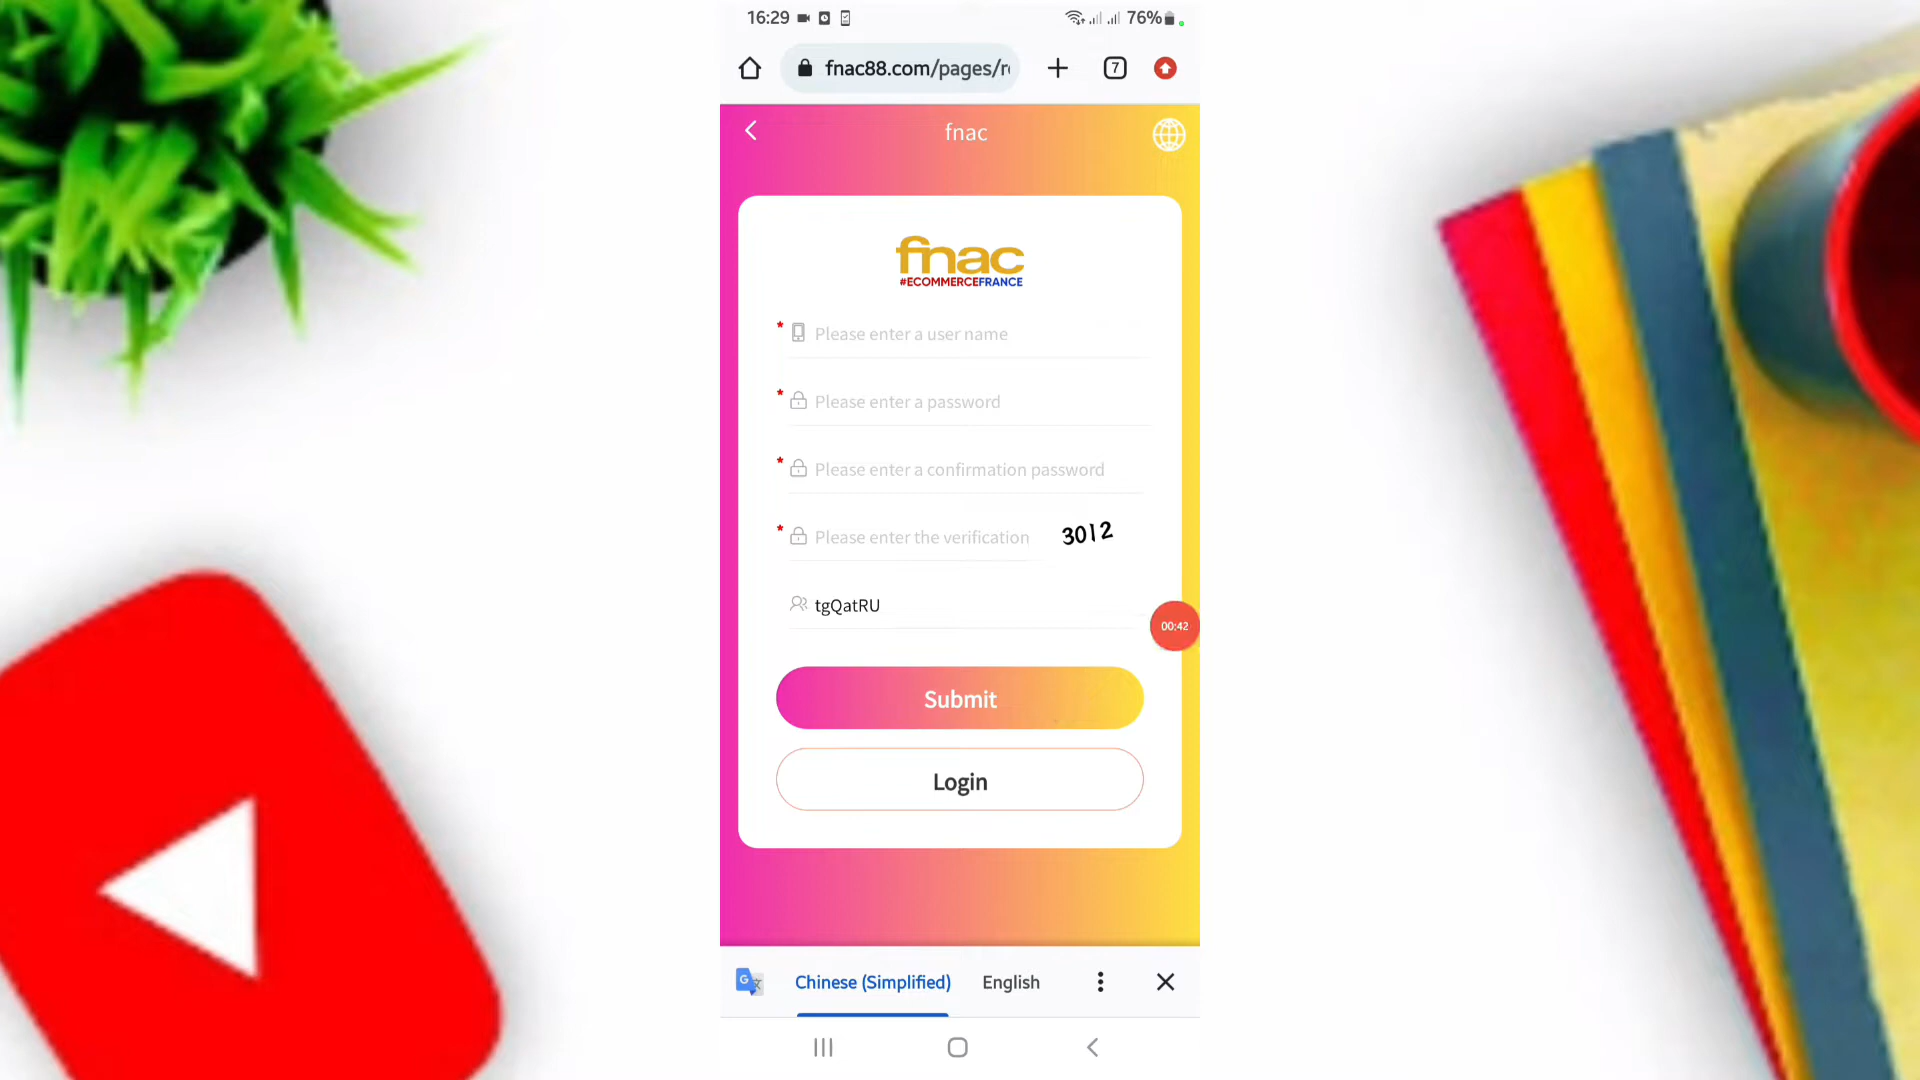 16:29
76%
fnac88.com/pages/r
7
fnac
fnac
#ECOMMERCEFRANCE
* Please enter a user name
* Please enter a password
* Please enter a confirmation password
* Please enter the verification
3012
tgQatRU
00:42
Submit
Login
Chinese (Simplified)
English